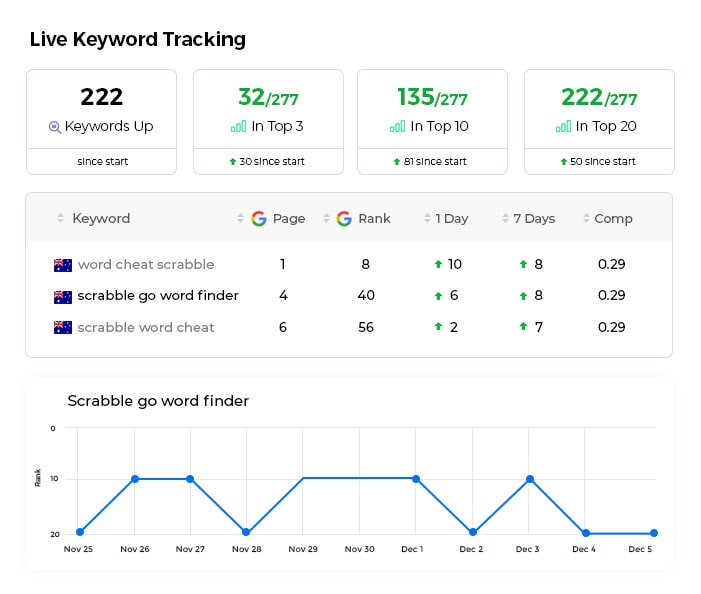 Live Keyword Tracking
222 32/277 135/277 222/277
Keywords Up In Top 3 In Top 10 In Top 20
since start 30 since start 81 since start 50 since start
Keyword Page Rank 1 Day 7 Days Comp
word cheat scrabble 1 8 10 8 0.29
scrabble go word finder 4 40 6 8 0.29
scrabble word cheat 6 56 2 7 0.29
Scrabble go word finder
0
Rank
10
20
Nov 25 Nov 26 Nov 27 Nov 28 Nov 29 Nov 30 Dec 1 Dec 2 Dec 3 Dec 4 Dec 5